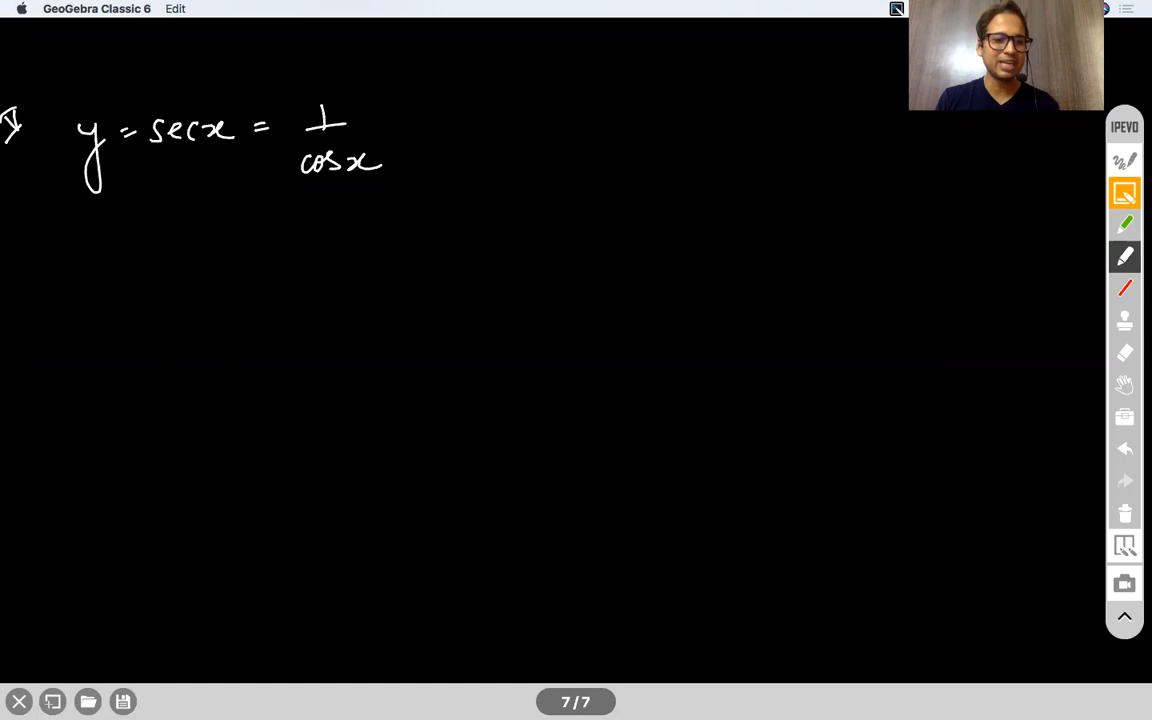 GeoGebra Classic 6 Edit
y = secx = 1/cosx
IPEVO
7 / 7